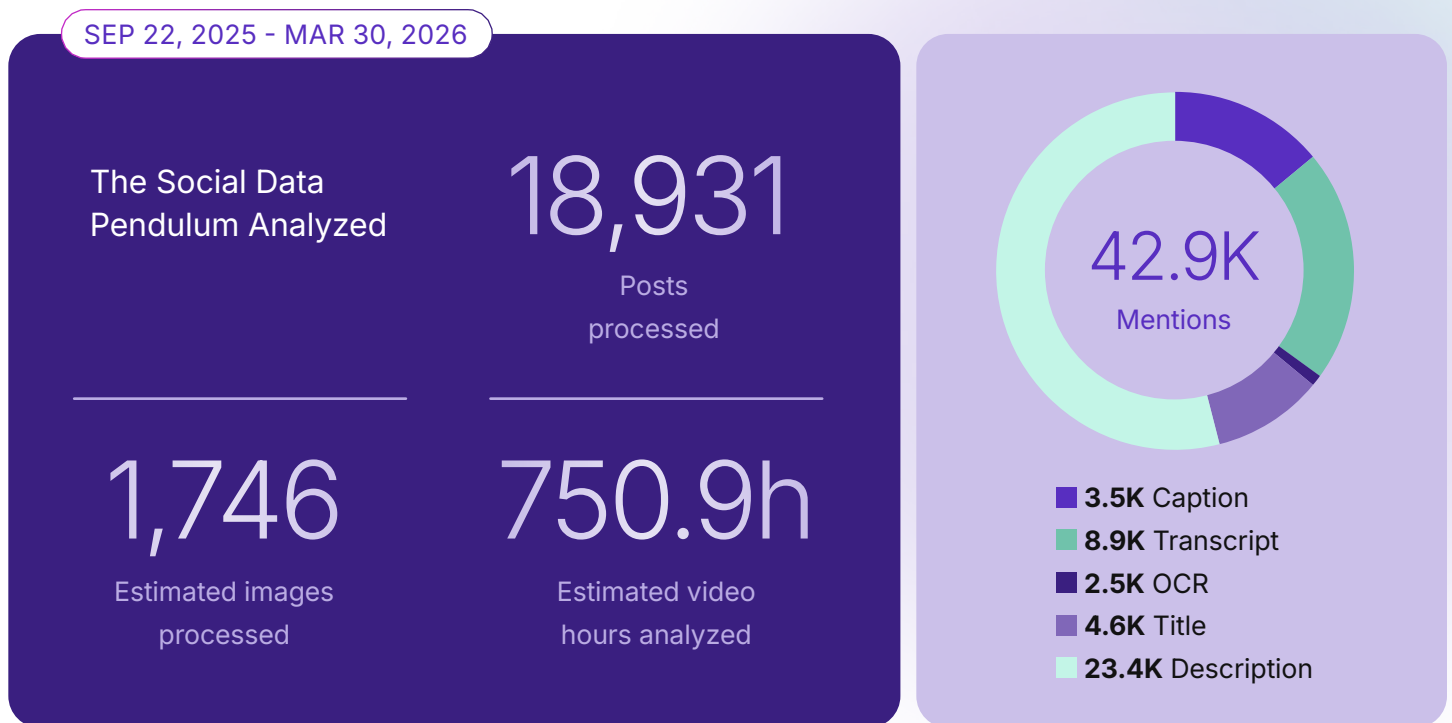 SEP 22, 2025 - MAR 30, 2026
The Social Data
Pendulum Analyzed
18,931
Posts
processed
1,746
Estimated images
processed
750.9h
Estimated video
hours analyzed
42.9K
Mentions
3.5K Caption
8.9K Transcript
2.5K OCR
4.6K Title
23.4K Description